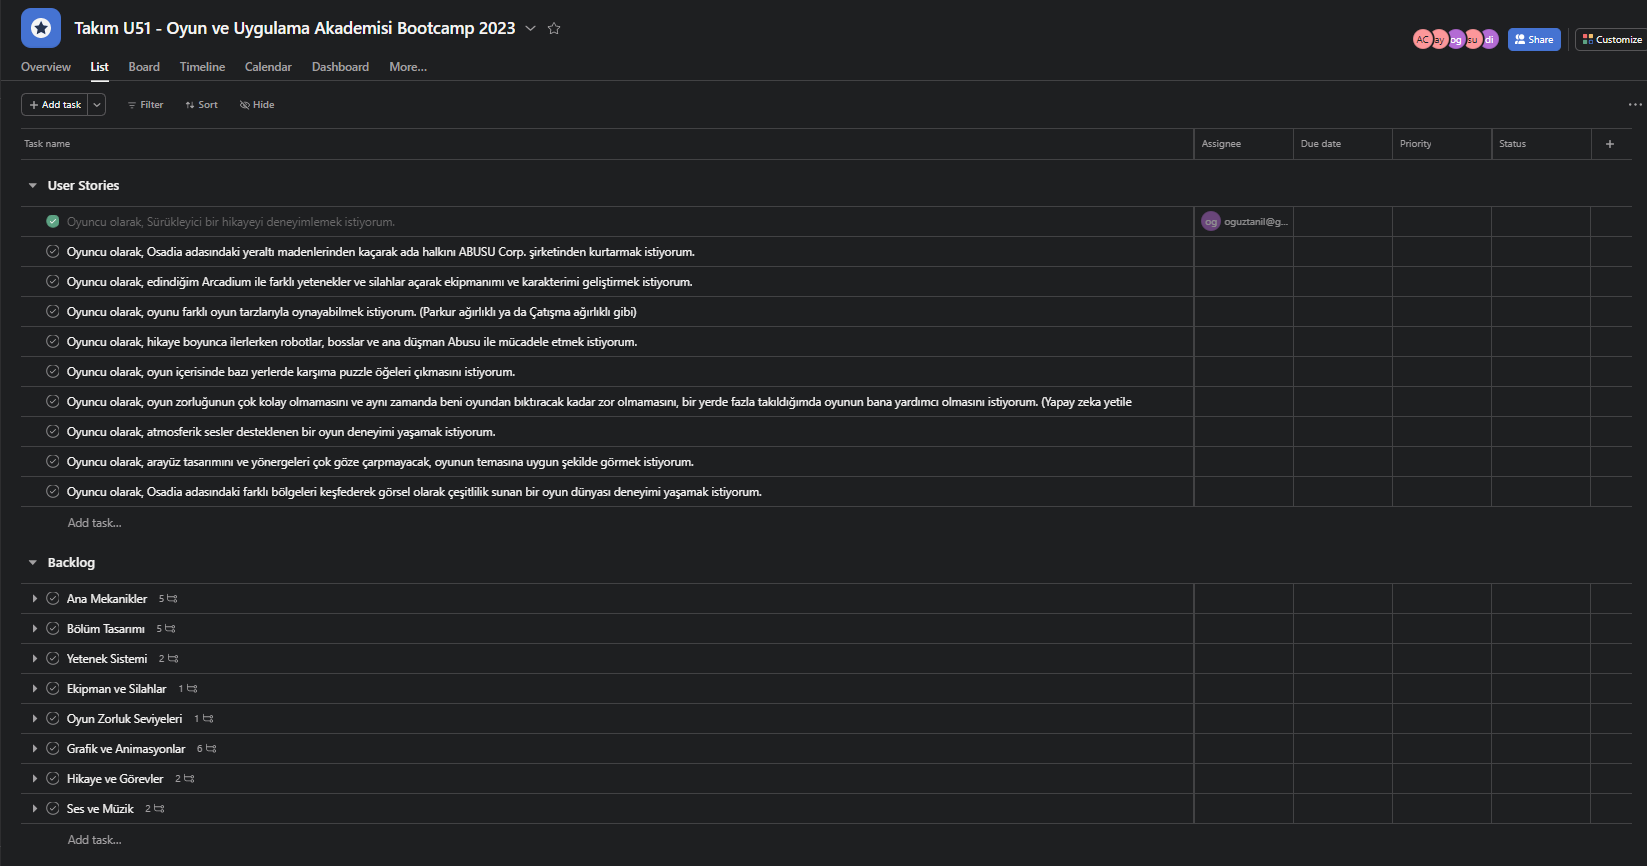 Takım U51 - Oyun ve Uygulama Akademisi Bootcamp 2023
AC ay og su di Share Customize
Overview List Board Timeline Calendar Dashboard More...
+ Add task Filter Sort Hide
Task name Assignee Due date Priority Status +
User Stories
Oyuncu olarak, Sürükleyici bir hikayeyi deneyimlemek istiyorum. og oguztanil@g...
Oyuncu olarak, Osadia adasındaki yeraltı madenlerinden kaçarak ada halkını ABUSU Corp. şirketinden kurtarmak istiyorum.
Oyuncu olarak, edindiğim Arcadium ile farklı yetenekler ve silahlar açarak ekipmanımı ve karakterimi geliştirmek istiyorum.
Oyuncu olarak, oyunu farklı oyun tarzlarıyla oynayabilmek istiyorum. (Parkur ağırlıklı ya da Çatışma ağırlıklı gibi)
Oyuncu olarak, hikaye boyunca ilerlerken robotlar, bosslar ve ana düşman Abusu ile mücadele etmek istiyorum.
Oyuncu olarak, oyun içerisinde bazı yerlerde karşıma puzzle öğeleri çıkmasını istiyorum.
Oyuncu olarak, oyun zorluğunun çok kolay olmamasını ve aynı zamanda beni oyundan bıktıracak kadar zor olmamasını, bir yerde fazla takıldığımda oyunun bana yardımcı olmasını istiyorum. (Yapay zeka yetile
Oyuncu olarak, atmosferik sesler desteklenen bir oyun deneyimi yaşamak istiyorum.
Oyuncu olarak, arayüz tasarımını ve yönergeleri çok göze çarpmayacak, oyunun temasına uygun şekilde görmek istiyorum.
Oyuncu olarak, Osadia adasındaki farklı bölgeleri keşfederek görsel olarak çeşitlilik sunan bir oyun dünyası deneyimi yaşamak istiyorum.
Add task...
Backlog
Ana Mekanikler 5
Bölüm Tasarımı 5
Yetenek Sistemi 2
Ekipman ve Silahlar 1
Oyun Zorluk Seviyeleri 1
Grafik ve Animasyonlar 6
Hikaye ve Görevler 2
Ses ve Müzik 2
Add task...